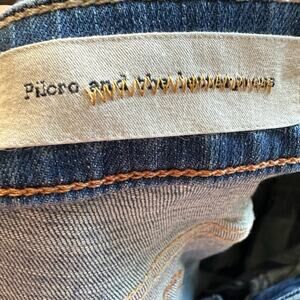 Pilcro and the letterpress